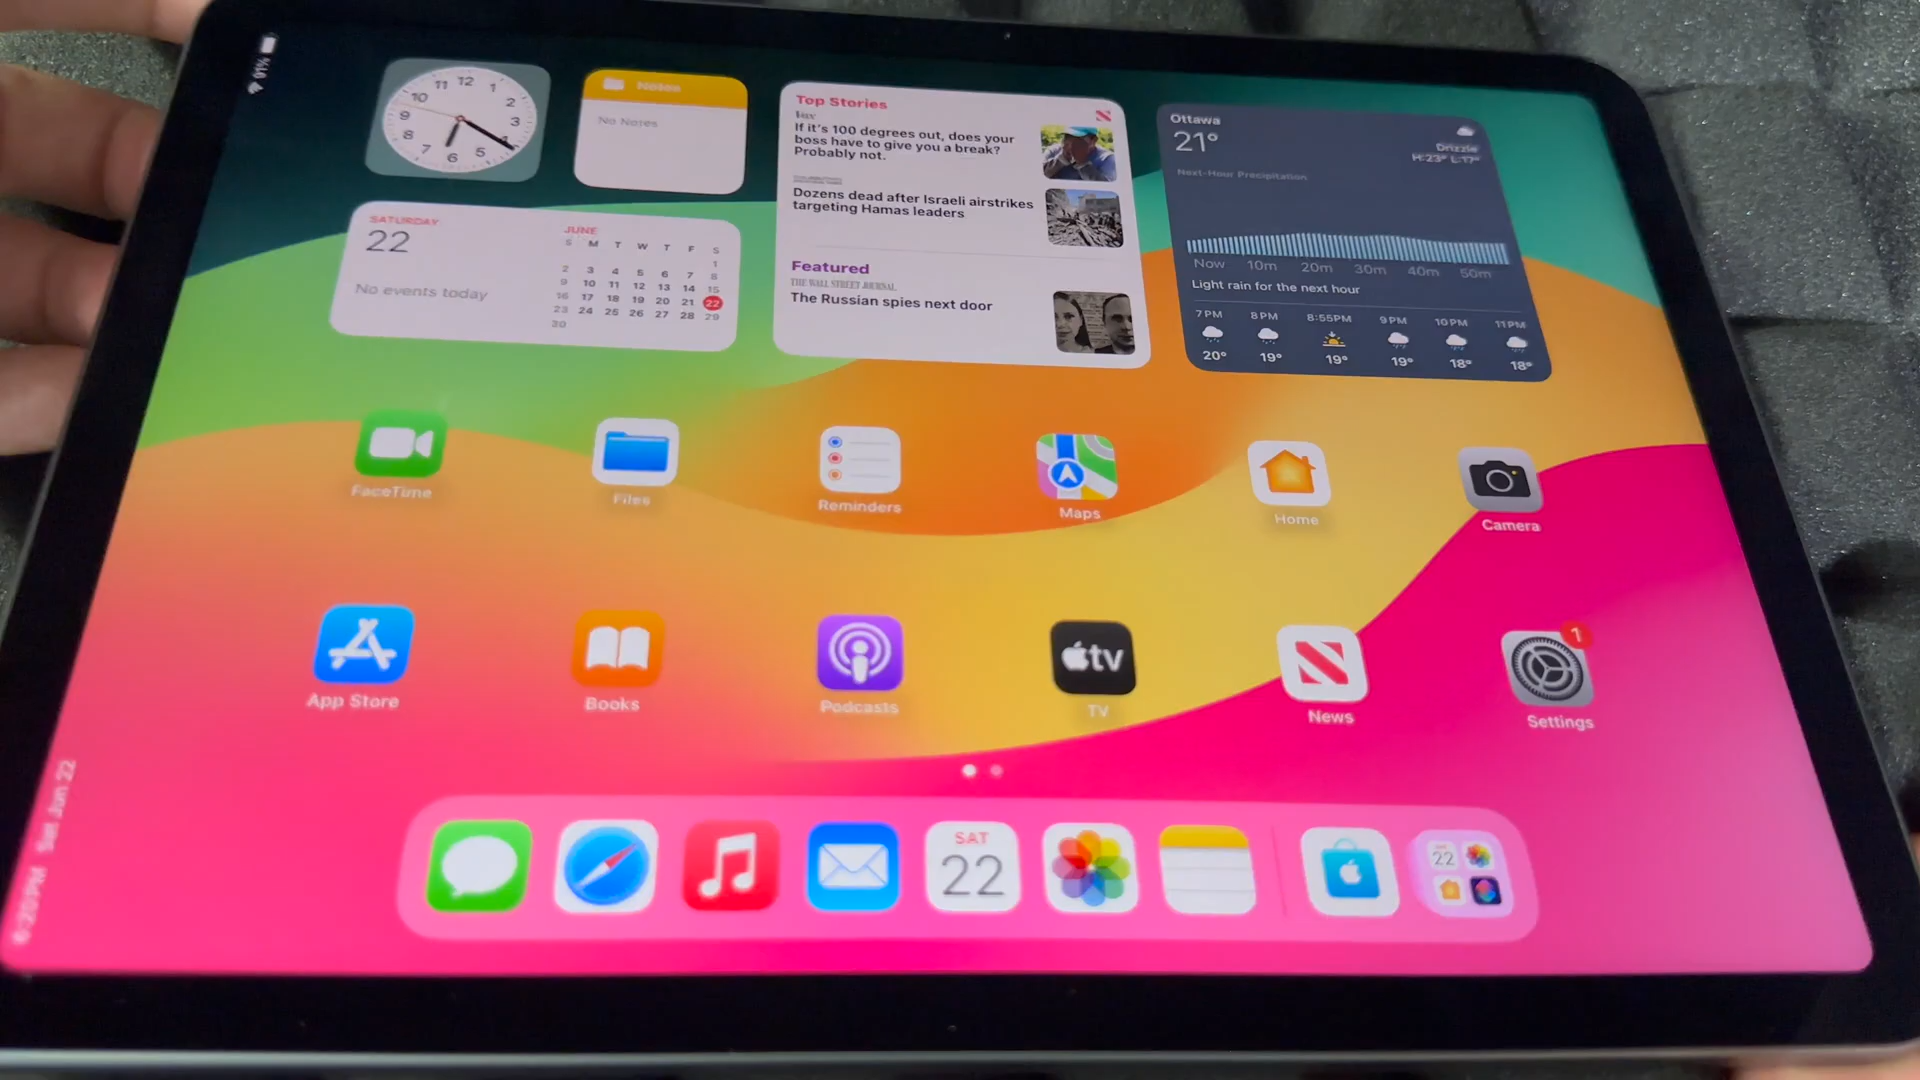 91%
12
1
2
3
4
5
6
7
8
9
10
11
Notes
No Notes
Top Stories
Vox
If it's 100 degrees out, does your
boss have to give you a break?
Probably not.
Dozens dead after Israeli airstrikes
targeting Hamas leaders
Featured
THE WALL STREET JOURNAL.
The Russian spies next door
Ottawa
21°
Drizzle
H:23° L:17°
Next-Hour Precipitation
Now 10m 20m 30m 40m 50m
Light rain for the next hour
7PM 8PM 8:55PM 9PM 10PM 11PM
20° 19° 19° 19° 18° 18°
SATURDAY
22
No events today
JUNE
S M T W T F S
1
2 3 4 5 6 7 8
9 10 11 12 13 14 15
16 17 18 19 20 21 22
23 24 25 26 27 28 29
30
FaceTime
Files
Reminders
Maps
Home
Camera
App Store
Books
Podcasts
tv
TV
News
1
Settings
6:20PM Sat Jun 22
SAT
22
22